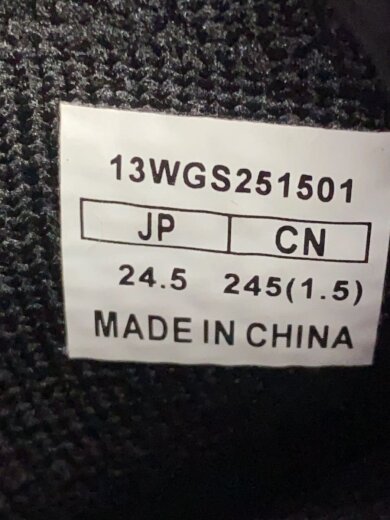 13WGS251501
JP CN
24.5 245(1.5)
MADE IN CHINA